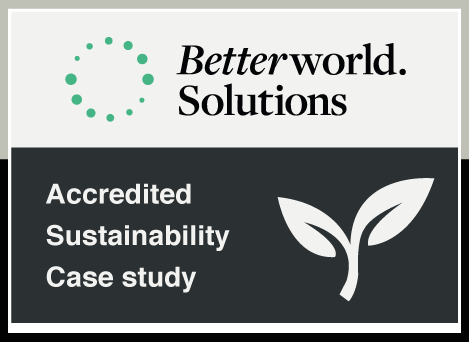 Betterworld.
Solutions
Accredited
Sustainability
Case study